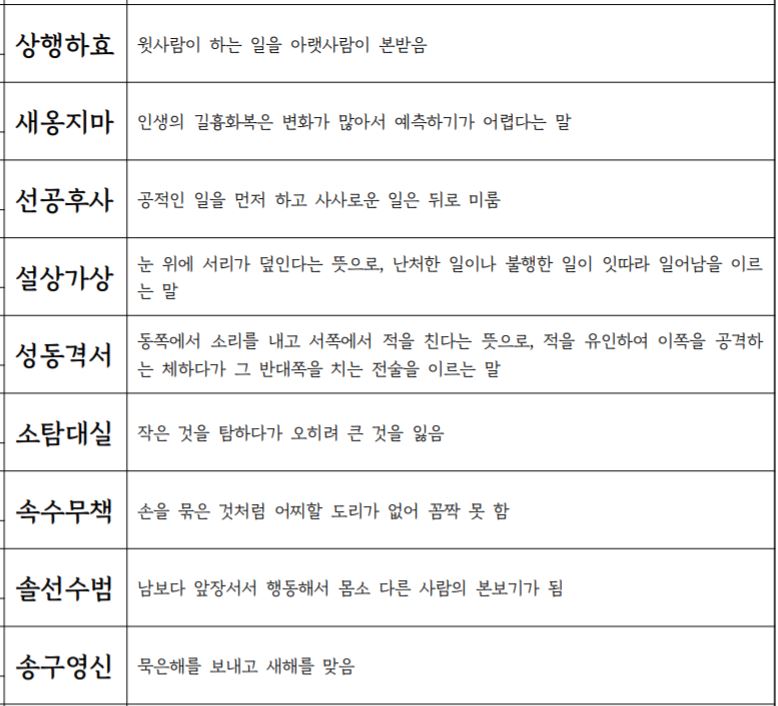 상행하효
윗사람이 하는 일을 아랫사람이 본받음
새옹지마
인생의 길흉화복은 변화가 많아서 예측하기가 어렵다는 말
선공후사
공적인 일을 먼저 하고 사사로운 일은 뒤로 미룸
설상가상
눈 위에 서리가 덮인다는 뜻으로, 난처한 일이나 불행한 일이 잇따라 일어남을 이르
는 말
성동격서
동쪽에서 소리를 내고 서쪽에서 적을 친다는 뜻으로, 적을 유인하여 이쪽을 공격하
는 체하다가 그 반대쪽을 치는 전술을 이르는 말
소탐대실
작은 것을 탐하다가 오히려 큰 것을 잃음
속수무책
손을 묶은 것처럼 어찌할 도리가 없어 꼼짝 못 함
솔선수범
남보다 앞장서서 행동해서 몸소 다른 사람의 본보기가 됨
송구영신
묵은해를 보내고 새해를 맞음